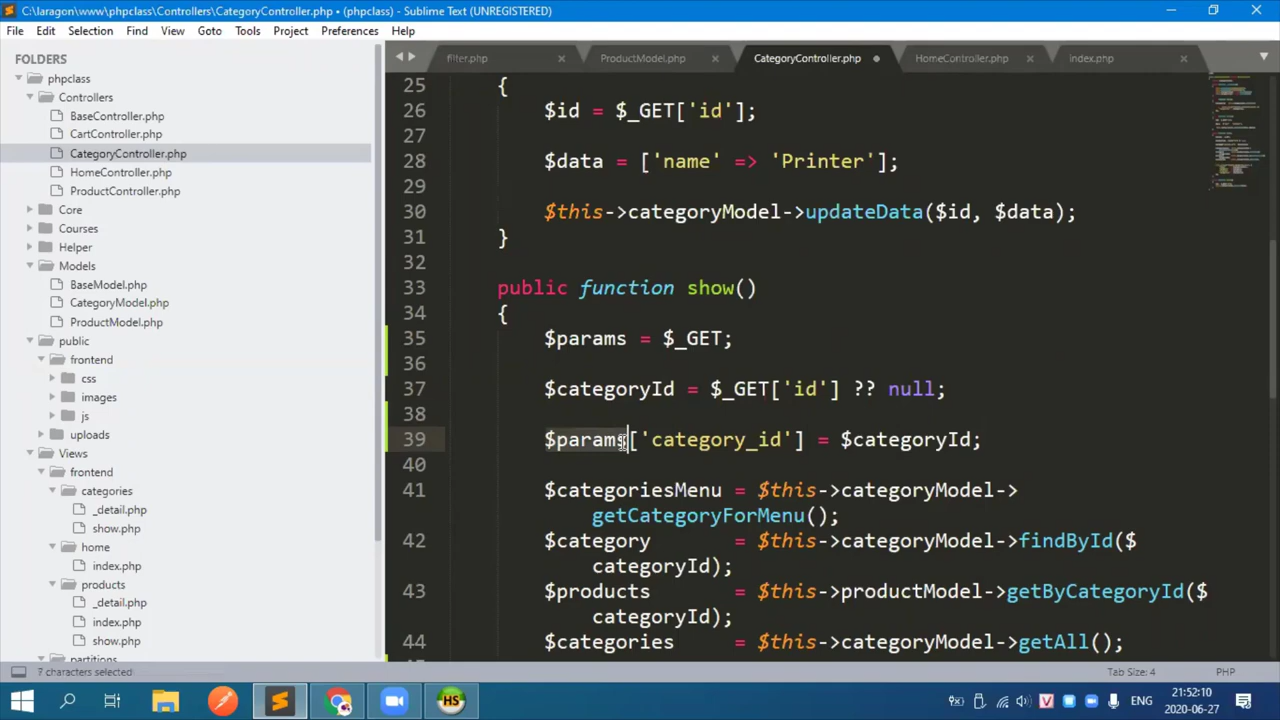 C:\laragon\www\phpclass\Controllers\CategoryController.php • (phpclass) - Sublime Text (UNREGISTERED)
File Edit Selection Find View Goto Tools Project Preferences Help
FOLDERS
phpclass
Controllers
BaseController.php
CartController.php
CategoryController.php
HomeController.php
ProductController.php
Core
Courses
Helper
Models
BaseModel.php
CategoryModel.php
ProductModel.php
public
frontend
css
images
js
uploads
Views
frontend
categories
_detail.php
show.php
home
index.php
products
_detail.php
index.php
show.php
partitions
filter.php ProductModel.php CategoryController.php HomeController.php index.php
25 {
26 $id = $_GET['id'];
27
28 $data = ['name' => 'Printer'];
29
30 $this->categoryModel->updateData($id, $data);
31 }
32
33 public function show()
34 {
35 $params = $_GET;
36
37 $categoryId = $_GET['id'] ?? null;
38
39 $params['category_id'] = $categoryId;
40
41 $categoriesMenu = $this->categoryModel->
getCategoryForMenu();
42 $category = $this->categoryModel->findById($
categoryId);
43 $products = $this->productModel->getByCategoryId($
categoryId);
44 $categories = $this->categoryModel->getAll();
7 characters selected Tab Size: 4 PHP
HS V ENG 21:52:10
2020-06-27